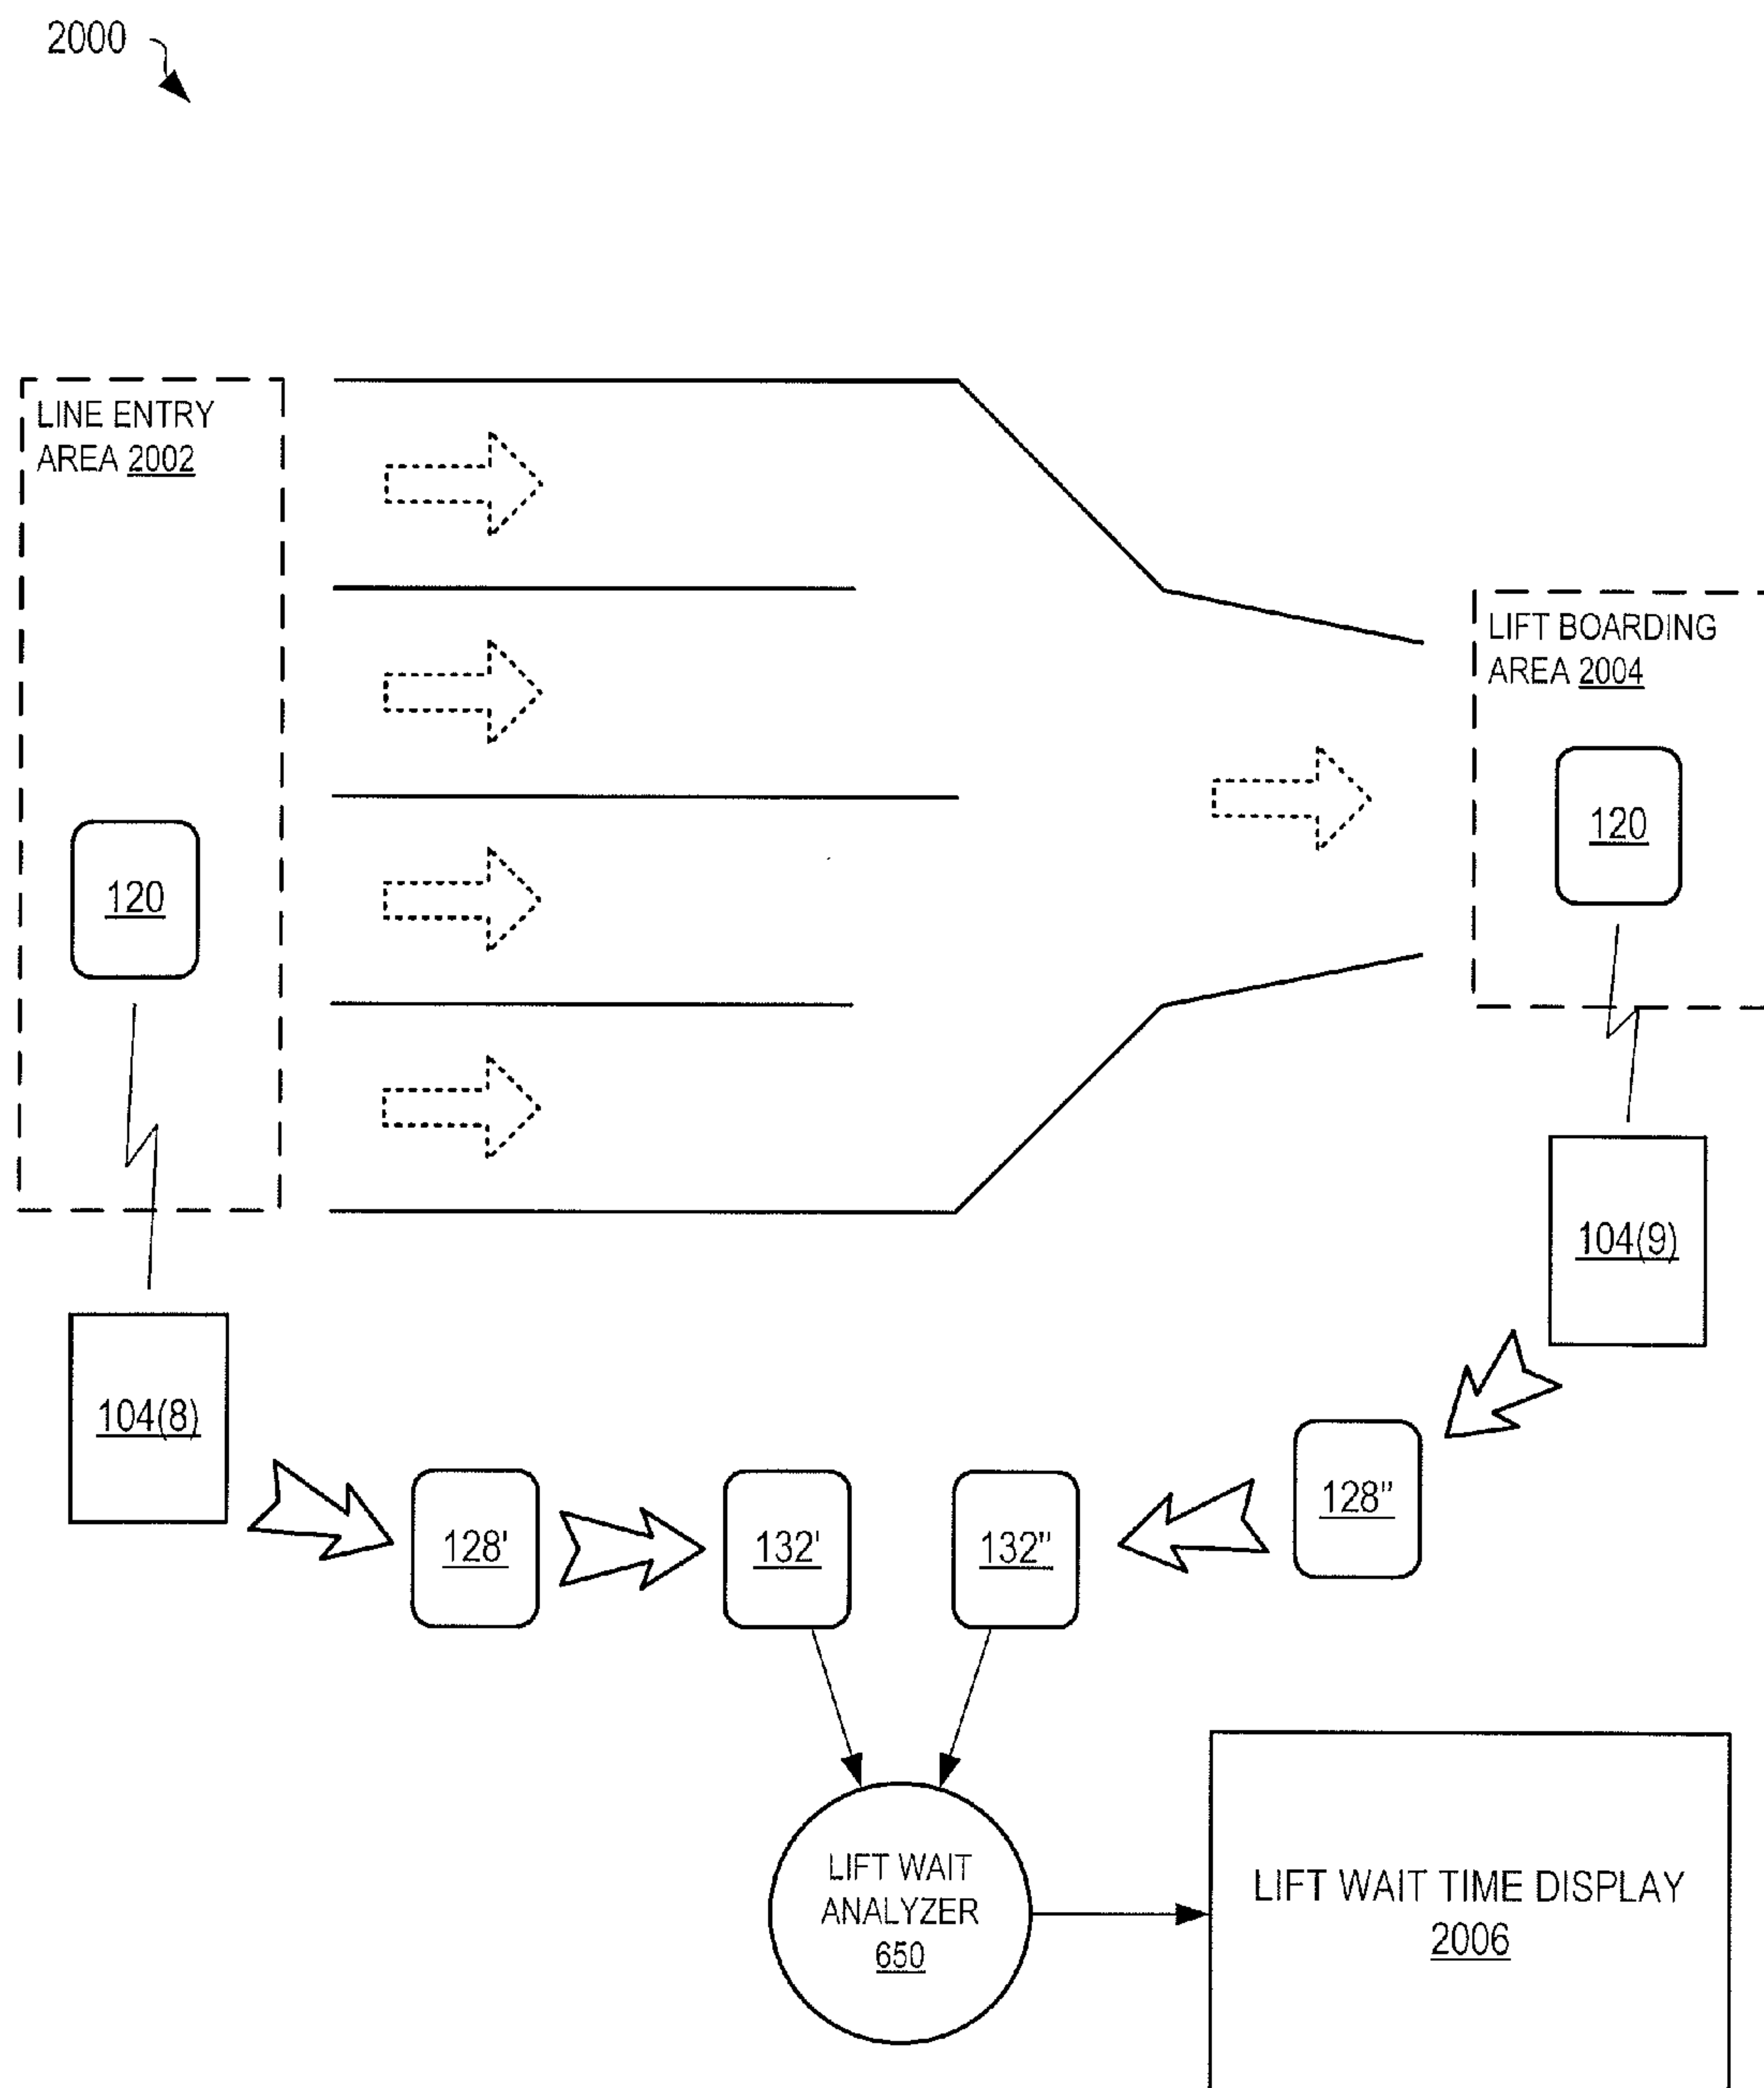 2000
LINE ENTRY
AREA 2002
LIFT BOARDING
AREA 2004
120
120
104(9)
104(8)
128'
132'
132"
128"
LIFT WAIT
ANALYZER
650
LIFT WAIT TIME DISPLAY
2006